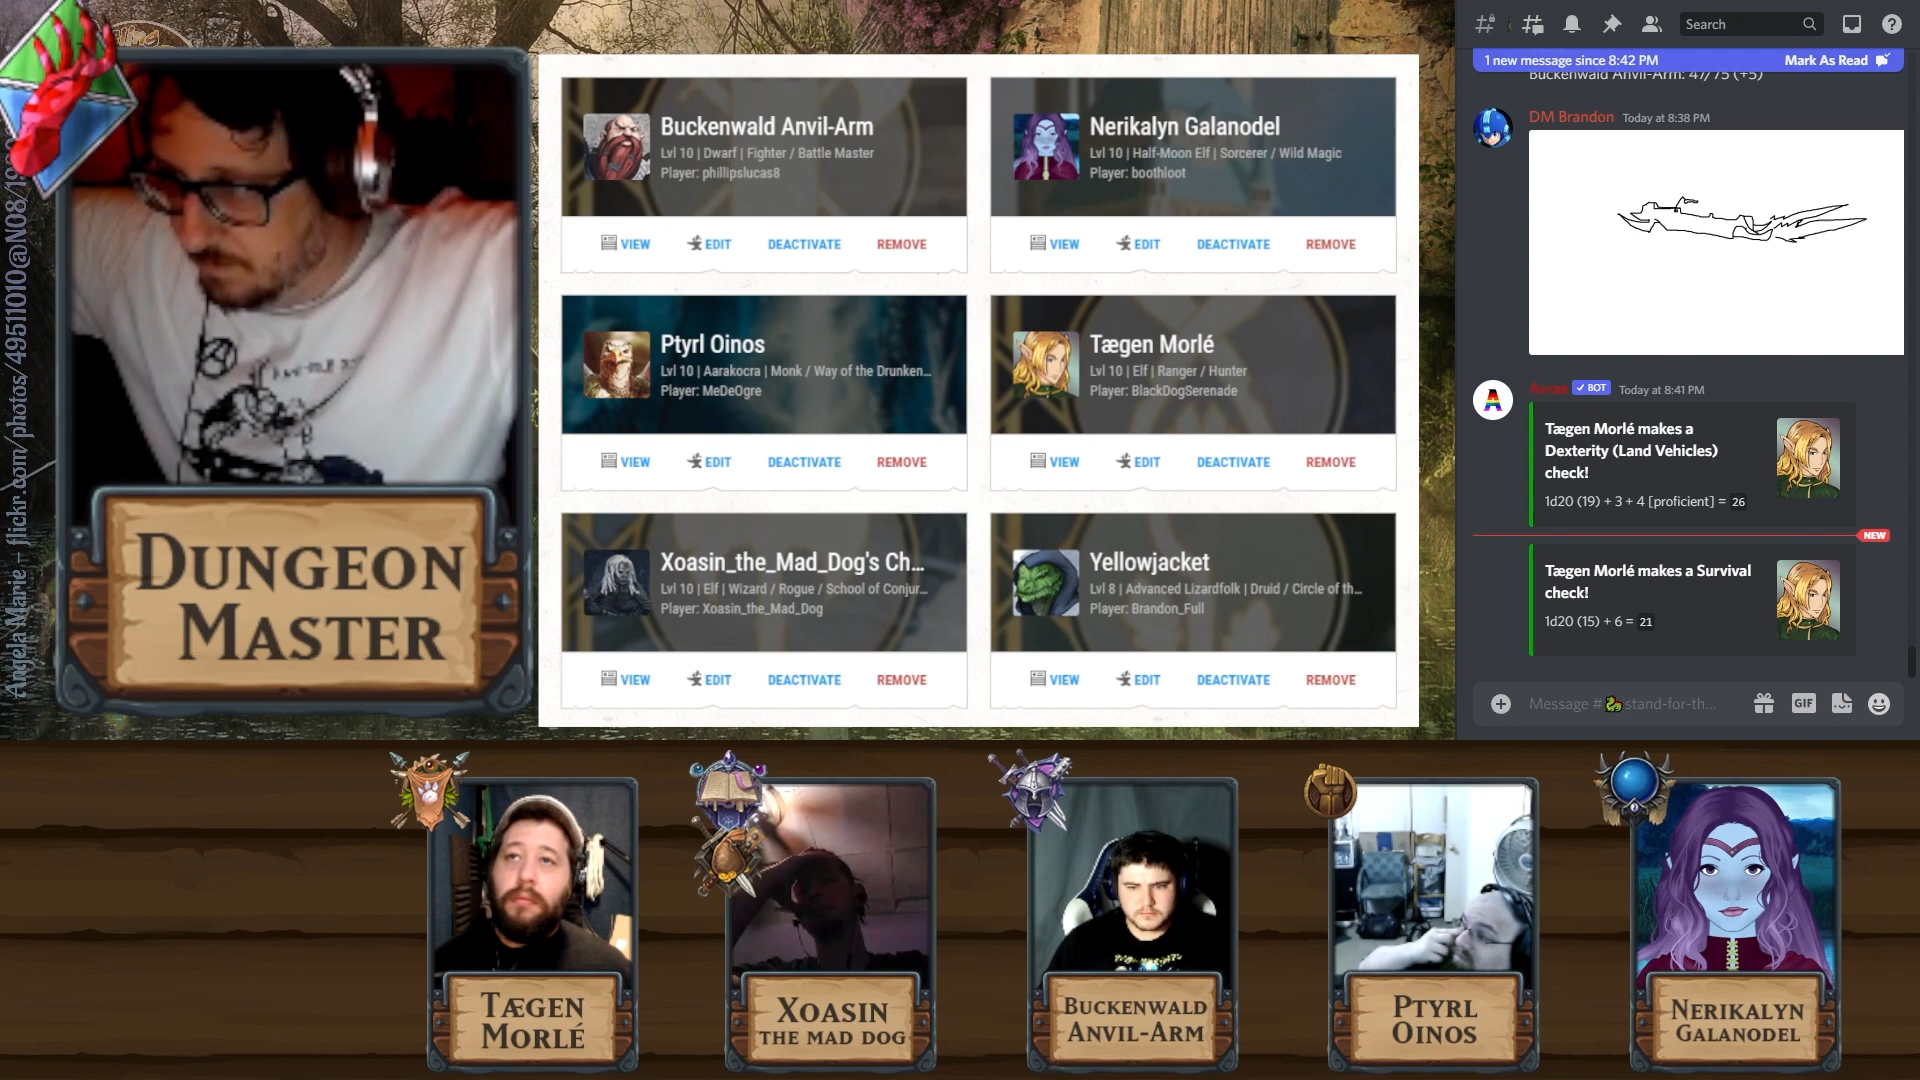 Angela Marie – flickr.com/photos/49511010@N08/19
DUNGEON
MASTER
Buckenwald Anvil-Arm
Lvl 10 | Dwarf | Fighter / Battle Master
Player: phillipslucas8
VIEW EDIT DEACTIVATE REMOVE
Nerikalyn Galanodel
Lvl 10 | Half-Moon Elf | Sorcerer / Wild Magic
Player: boothloot
VIEW EDIT DEACTIVATE REMOVE
Ptyrl Oinos
Lvl 10 | Aarakocra | Monk / Way of the Drunken...
Player: MeDeOgre
VIEW EDIT DEACTIVATE REMOVE
Tægen Morlé
Lvl 10 | Elf | Ranger / Hunter
Player: BlackDogSerenade
VIEW EDIT DEACTIVATE REMOVE
Xoasin_the_Mad_Dog's Ch...
Lvl 10 | Elf | Wizard / Rogue / School of Conjur...
Player: Xoasin_the_Mad_Dog
VIEW EDIT DEACTIVATE REMOVE
Yellowjacket
Lvl 8 | Advanced Lizardfolk | Druid / Circle of th...
Player: Brandon_Full
VIEW EDIT DEACTIVATE REMOVE
Search
1 new message since 8:42 PM Mark As Read
Buckenwald Anvil-Arm: 47/75 (+5)
DM Brandon Today at 8:38 PM
Avrae BOT Today at 8:41 PM
Tægen Morlé makes a
Dexterity (Land Vehicles)
check!
1d20 (19) + 3 + 4 [proficient] = 26
NEW
Tægen Morlé makes a Survival
check!
1d20 (15) + 6 = 21
Message #🐍stand-for-th...
GIF
TÆGEN
MORLÉ
XOASIN
THE MAD DOG
BUCKENWALD
ANVIL-ARM
PTYRL
OINOS
NERIKALYN
GALANODEL